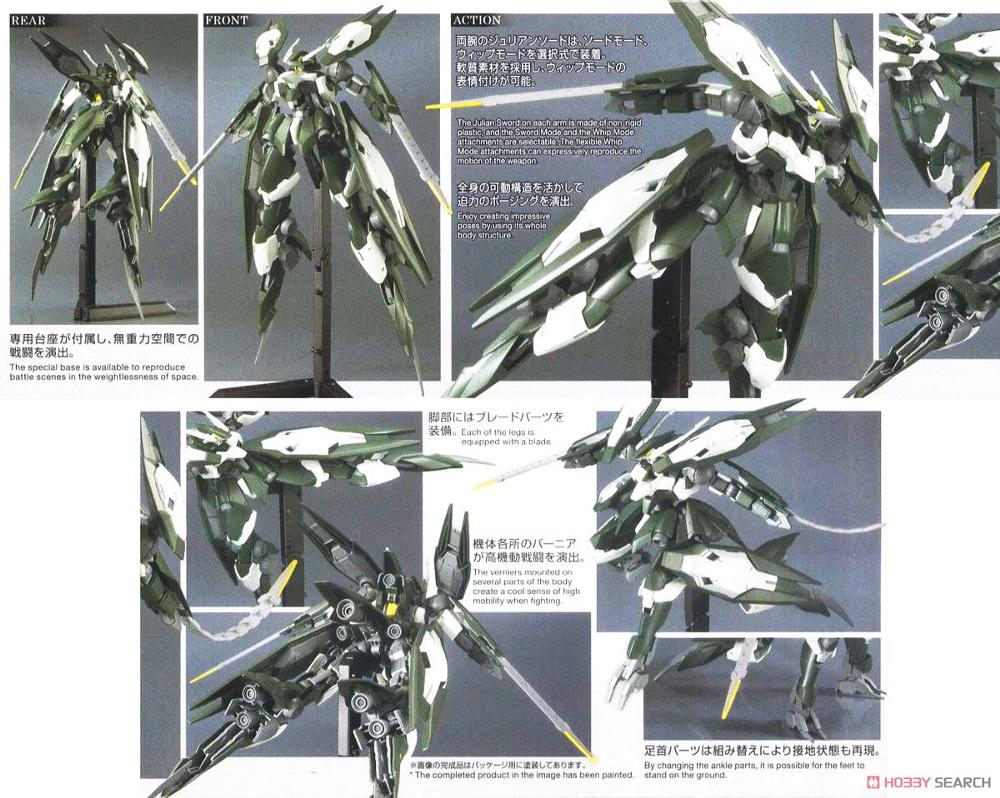 REAR
FRONT
ACTION
両腕のジュリアンソードは、ソードモード、
ウィップモードを選択式で装着。
軟質素材を採用し、ウィップモードの
表情付けが可能。
The Julian Sword on each arm is made of non-rigid
plastic, and the Sword Mode and the Whip Mode
attachments are selectable. The flexible Whip
Mode attachments can expressively reproduce the
motion of the weapon.
全身の可動構造を活かして
迫力のポージングを演出。
Enjoy creating impressive
poses by using its whole
body structure.
専用台座が付属し、無重力空間での
戦闘を演出。
The special base is available to reproduce
battle scenes in the weightlessness of space.
脚部にはブレードパーツを
装備。 Each of the legs is
equipped with a blade.
機体各所のバーニア
が高機動戦闘を演出。
The verniers mounted on
several parts of the body
create a cool sense of high
mobility when fighting.
※画像の完成品はパッケージ用に塗装してあります。
* The completed product in the image has been painted.
足首パーツは組み替えにより接地状態も再現。
By changing the ankle parts, it is possible for the feet to
stand on the ground.
HOBBY SEARCH